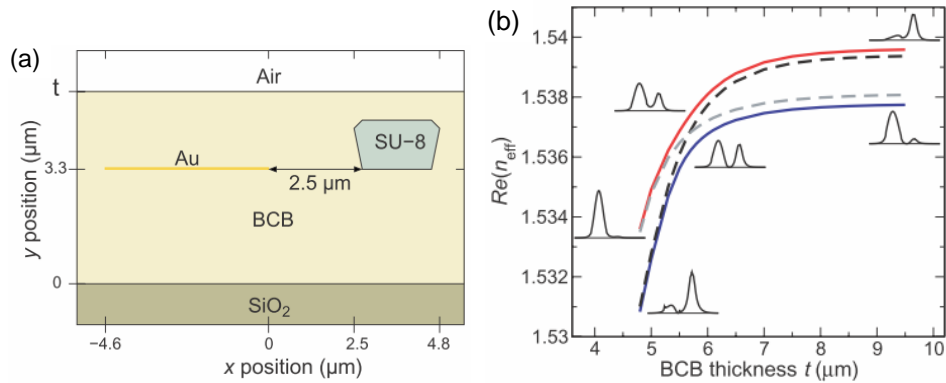 (a)
Air
t
SU−8
Au
3.3
2.5 µm
BCB
0
SiO₂
−4.6
0
2.5
4.8
x position (µm)
y position (µm)
(b)
1.54
1.538
1.536
1.534
1.532
1.53
Re(n_eff)
4
5
6
7
8
9
10
BCB thickness t (µm)